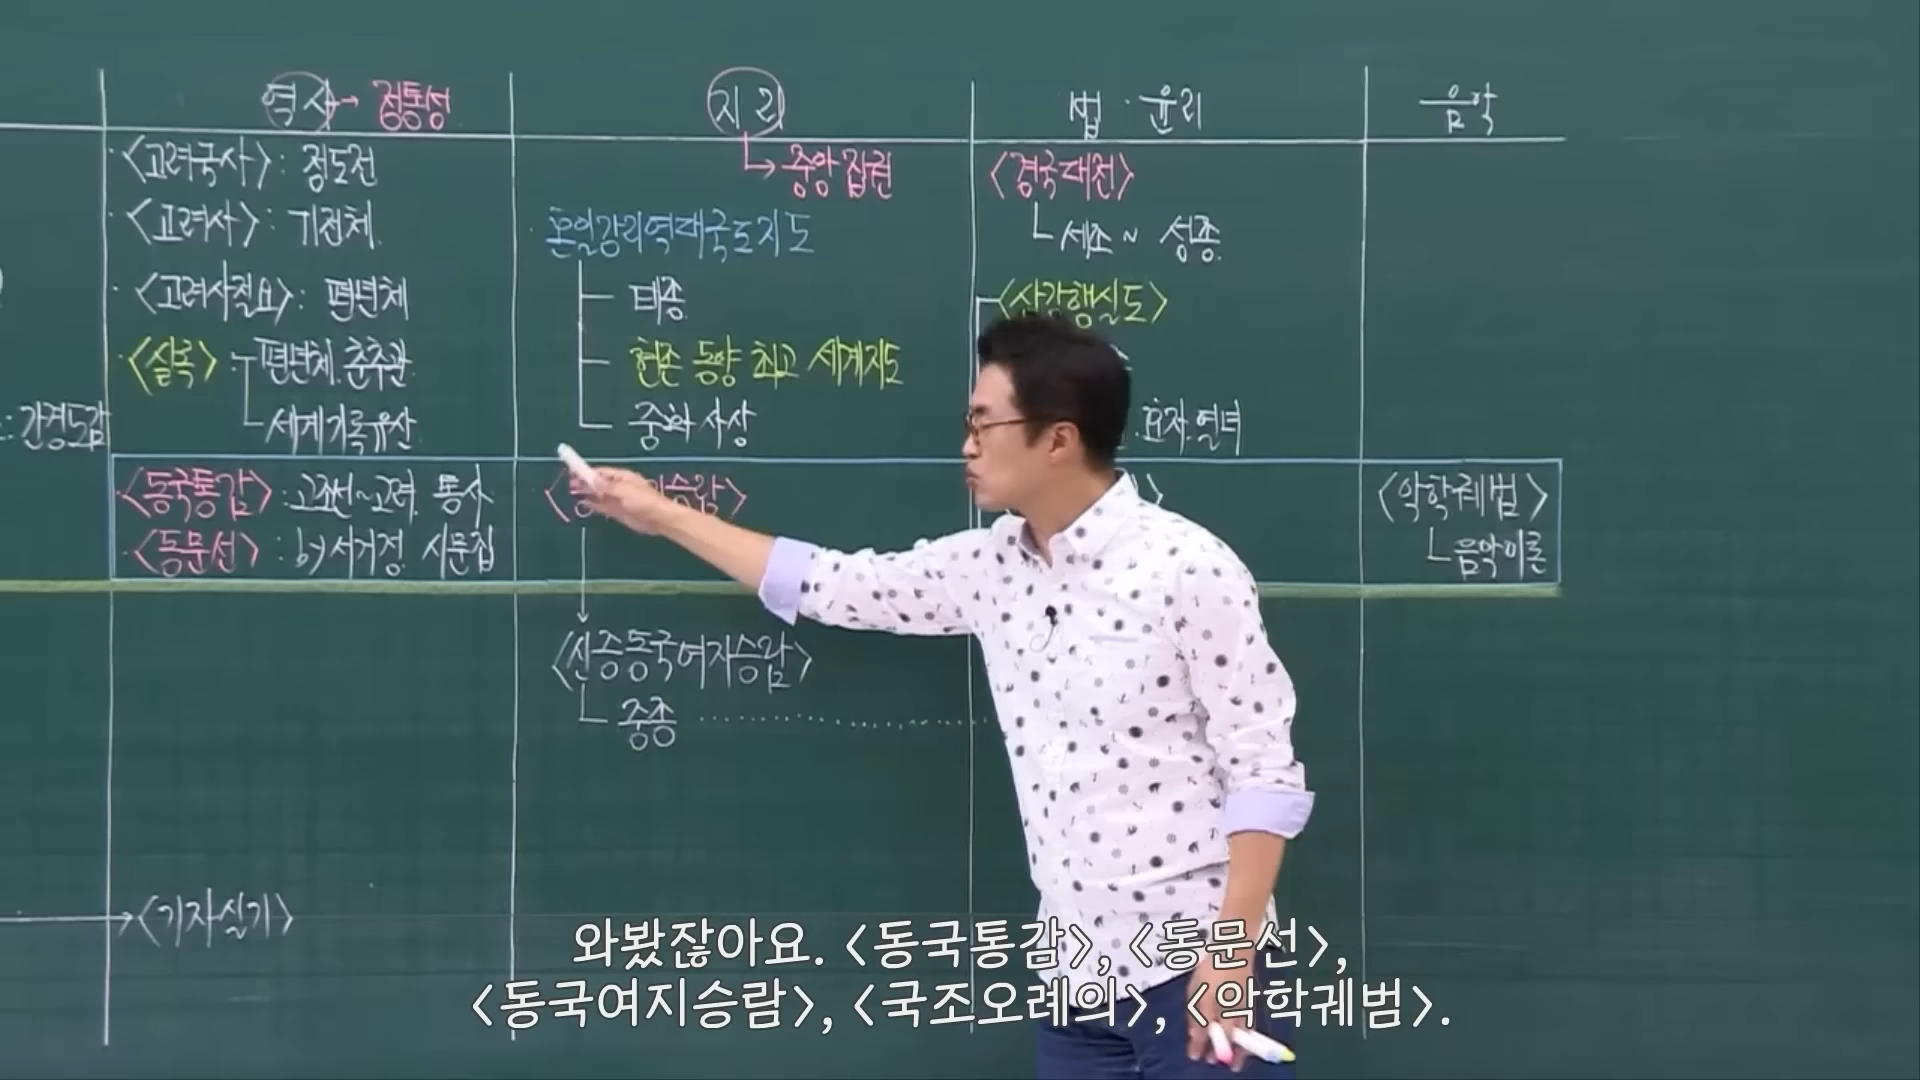 역사 → 정통성
지리
법·윤리
음악
<고려국사> : 정도전
→ 중앙집권
<경국대전>
· <고려사> : 기전체
혼일강리역대국도지도
세조 ~ 성종
· <고려사절요> : 편년체
태종
<삼강행실도>
· <실록> : 편년체. 춘추관
현존 동양 최고 세계지도
: 간경도감
세계기록유산
중화사상
효자. 열녀
· <동국통감> : 고조선~고려. 통사
승람>
<악학궤범>
· <동문선> : by 서거정. 시문집
음악이론
<신증동국여지승람>
중종
→ <기자실기>
와봤잖아요. <동국통감>, <동문선>,
<동국여지승람>, <국조오례의>, <악학궤범>.